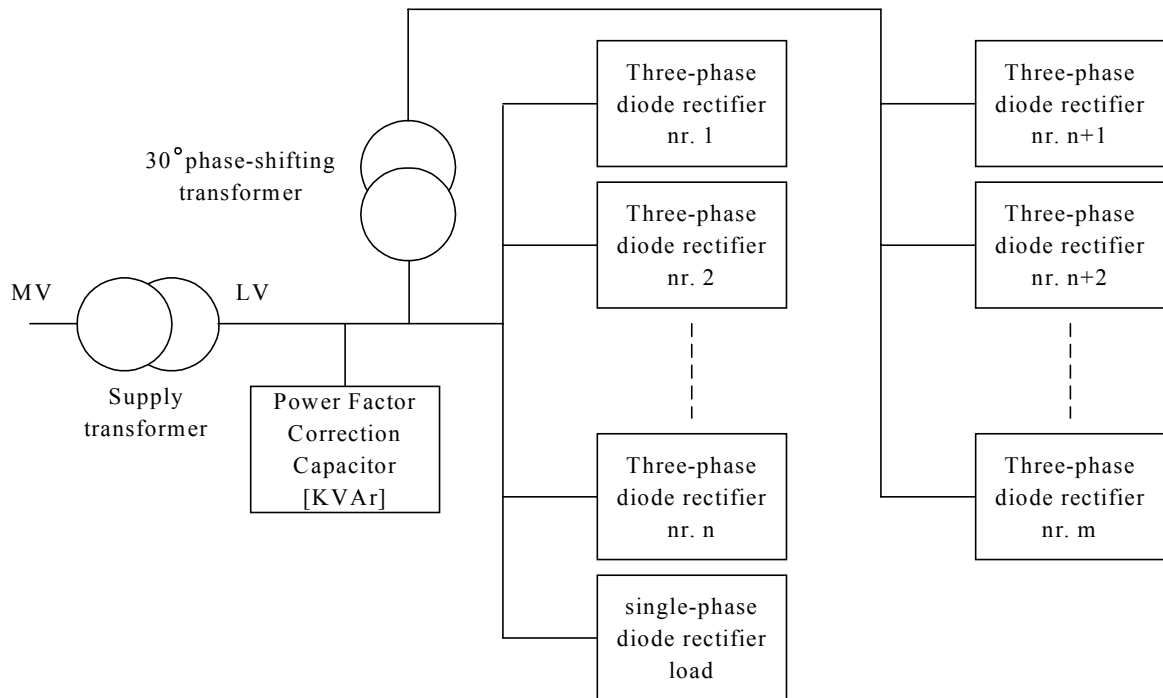 30°phase-shifting
transformer
MV
LV
Supply
transformer
Power Factor
Correction
Capacitor
[KVAr]
Three-phase
diode rectifier
nr. 1
Three-phase
diode rectifier
nr. 2
Three-phase
diode rectifier
nr. n
single-phase
diode rectifier
load
Three-phase
diode rectifier
nr. n+1
Three-phase
diode rectifier
nr. n+2
Three-phase
diode rectifier
nr. m